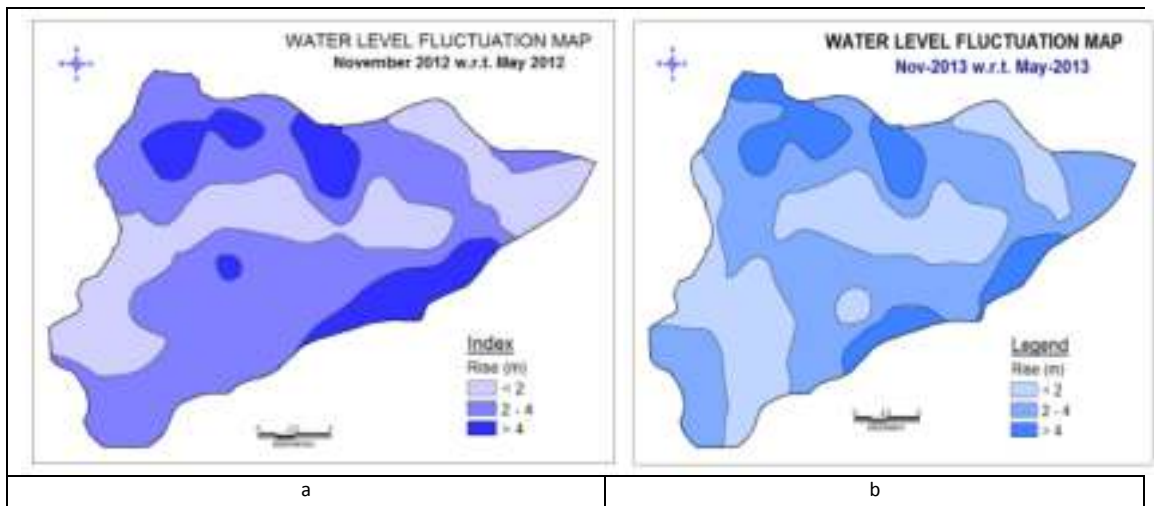 WATER LEVEL FLUCTUATION MAP
November 2012 w.r.t. May 2012
Index
Rise (m)
< 2
2 - 4
> 4
a
WATER LEVEL FLUCTUATION MAP
Nov-2013 w.r.t. May-2013
Legend
Rise (m)
< 2
2 - 4
> 4
b